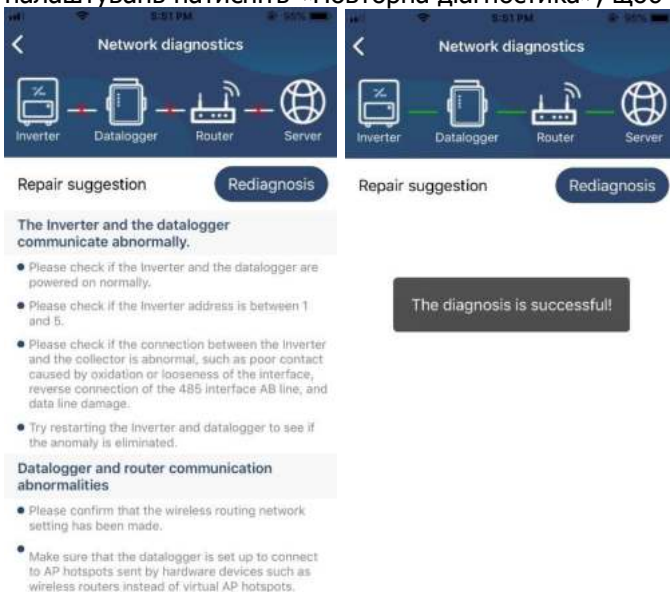 налаштувань натисніть «Повторна діагностика», щоб
5:51 PM
95%
Network diagnostics
Inverter
Datalogger
Router
Server
Repair suggestion
Rediagnosis
The Inverter and the datalogger
communicate abnormally.
Please check if the Inverter and the datalogger are
powered on normally.
Please check if the Inverter address is between 1
and 5.
Please check if the connection between the Inverter
and the collector is abnormal, such as poor contact
caused by oxidation or looseness of the interface,
reverse connection of the 485 interface AB line, and
data line damage.
Try restarting the Inverter and datalogger to see if
the anomaly is eliminated.
Datalogger and router communication
abnormalities
Please confirm that the wireless routing network
setting has been made.
Make sure that the datalogger is set up to connect
to AP hotspots sent by hardware devices such as
wireless routers instead of virtual AP hotspots.
5:51 PM
95%
Network diagnostics
Inverter
Datalogger
Router
Server
Repair suggestion
Rediagnosis
The diagnosis is successful!